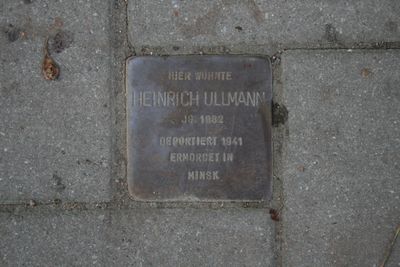 HIER WOHNTE
HEINRICH ULLMANN
JG. 1882
DEPORTIERT 1941
ERMORDET IN
MINSK